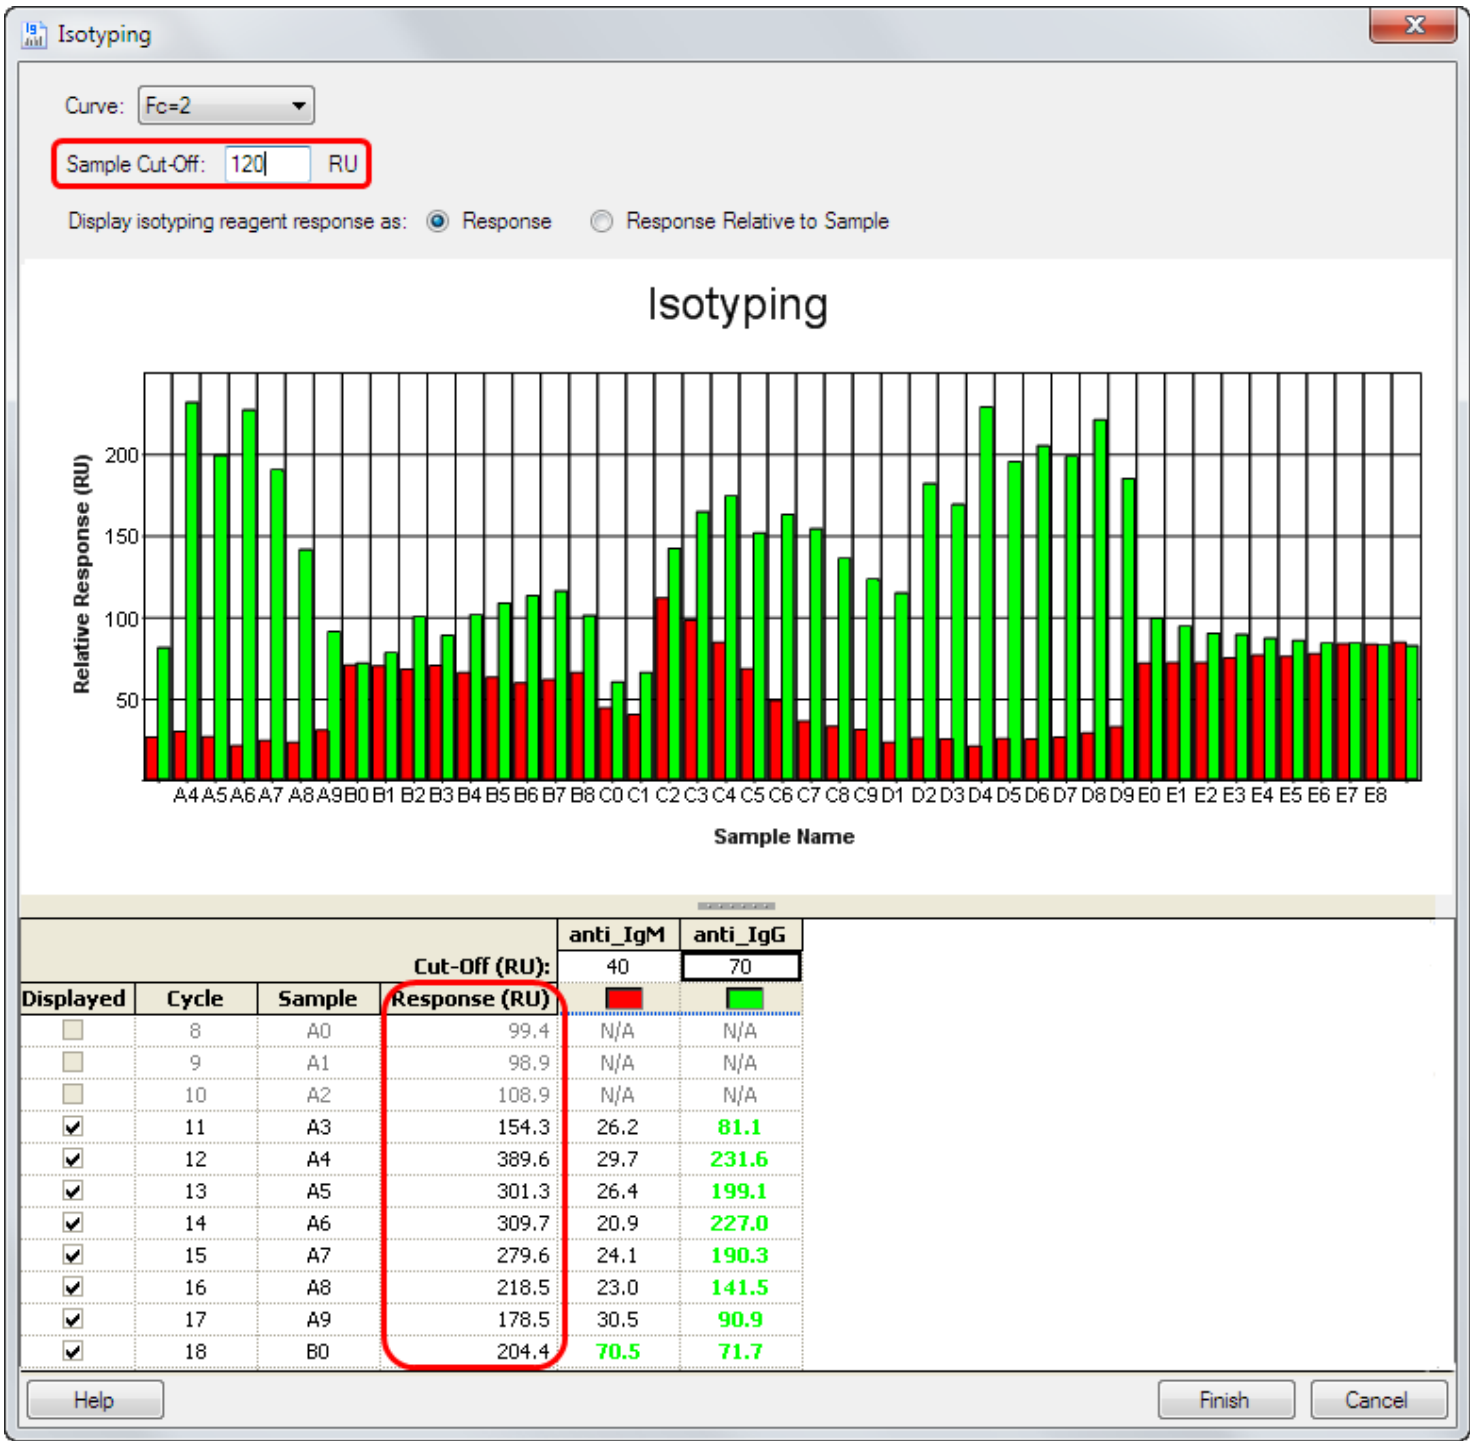 Isotyping
Curve: Fc=2
Sample Cut-Off: 120 RU
Display isotyping reagent response as: Response Response Relative to Sample
Isotyping
Relative Response (RU)
200
150
100
50
A4 A5 A6 A7 A8 A9 B0 B1 B2 B3 B4 B5 B6 B7 B8 C0 C1 C2 C3 C4 C5 C6 C7 C8 C9 D1 D2 D3 D4 D5 D6 D7 D8 D9 E0 E1 E2 E3 E4 E5 E6 E7 E8
Sample Name
anti_IgM anti_IgG
Cut-Off (RU): 40 70
Displayed Cycle Sample Response (RU)
8 A0 99.4 N/A N/A
9 A1 98.9 N/A N/A
10 A2 108.9 N/A N/A
11 A3 154.3 26.2 81.1
12 A4 389.6 29.7 231.6
13 A5 301.3 26.4 199.1
14 A6 309.7 20.9 227.0
15 A7 279.6 24.1 190.3
16 A8 218.5 23.0 141.5
17 A9 178.5 30.5 90.9
18 B0 204.4 70.5 71.7
Help Finish Cancel